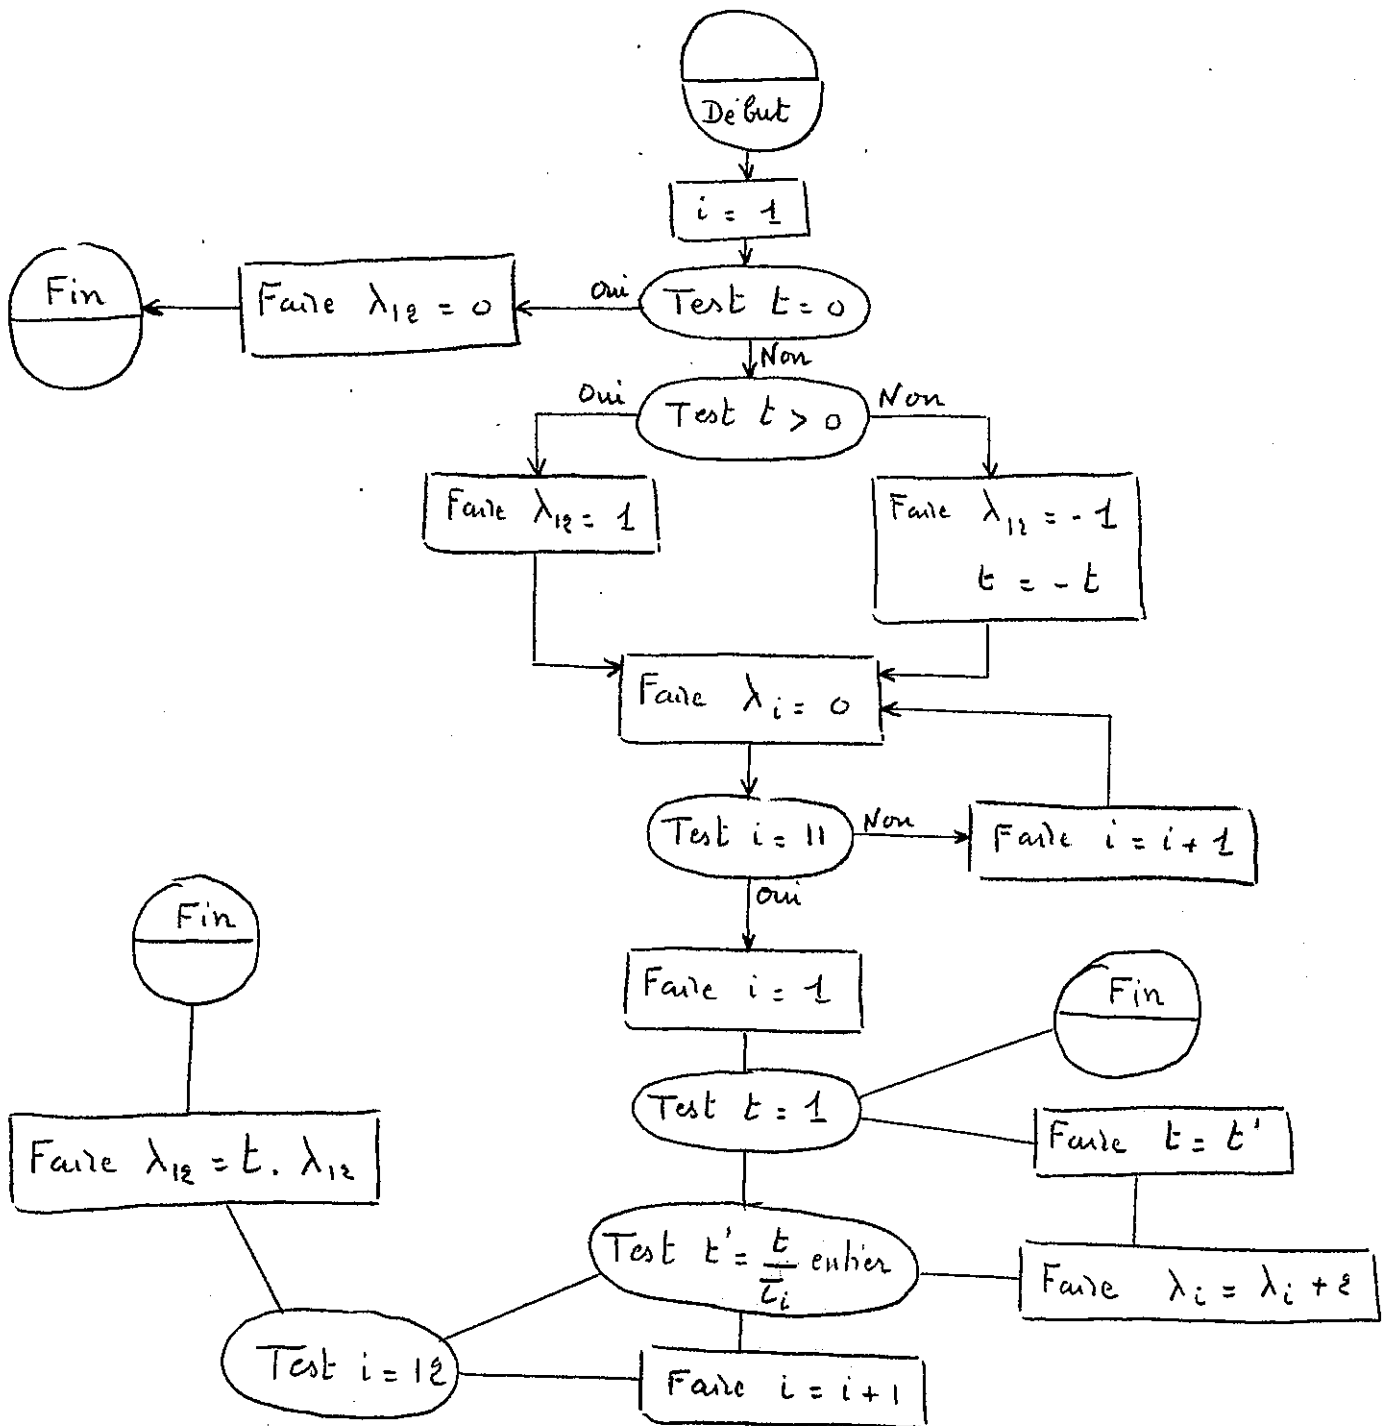 Début
i = 1
Fin
Faire λ12 = 0
oui
Test t = 0
Non
Oui
Test t > 0
Non
Faire λ12 = 1
Faire λ12 = - 1
t = - t
Faire λi = 0
Test i = 11
Non
Faire i = i + 1
oui
Fin
Faire i = 1
Fin
Test t = 1
Faire t = t'
Faire λ12 = t . λ12
Test t' = t/τi entier
Faire λi = λi + 2
Test i = 12
Faire i = i + 1